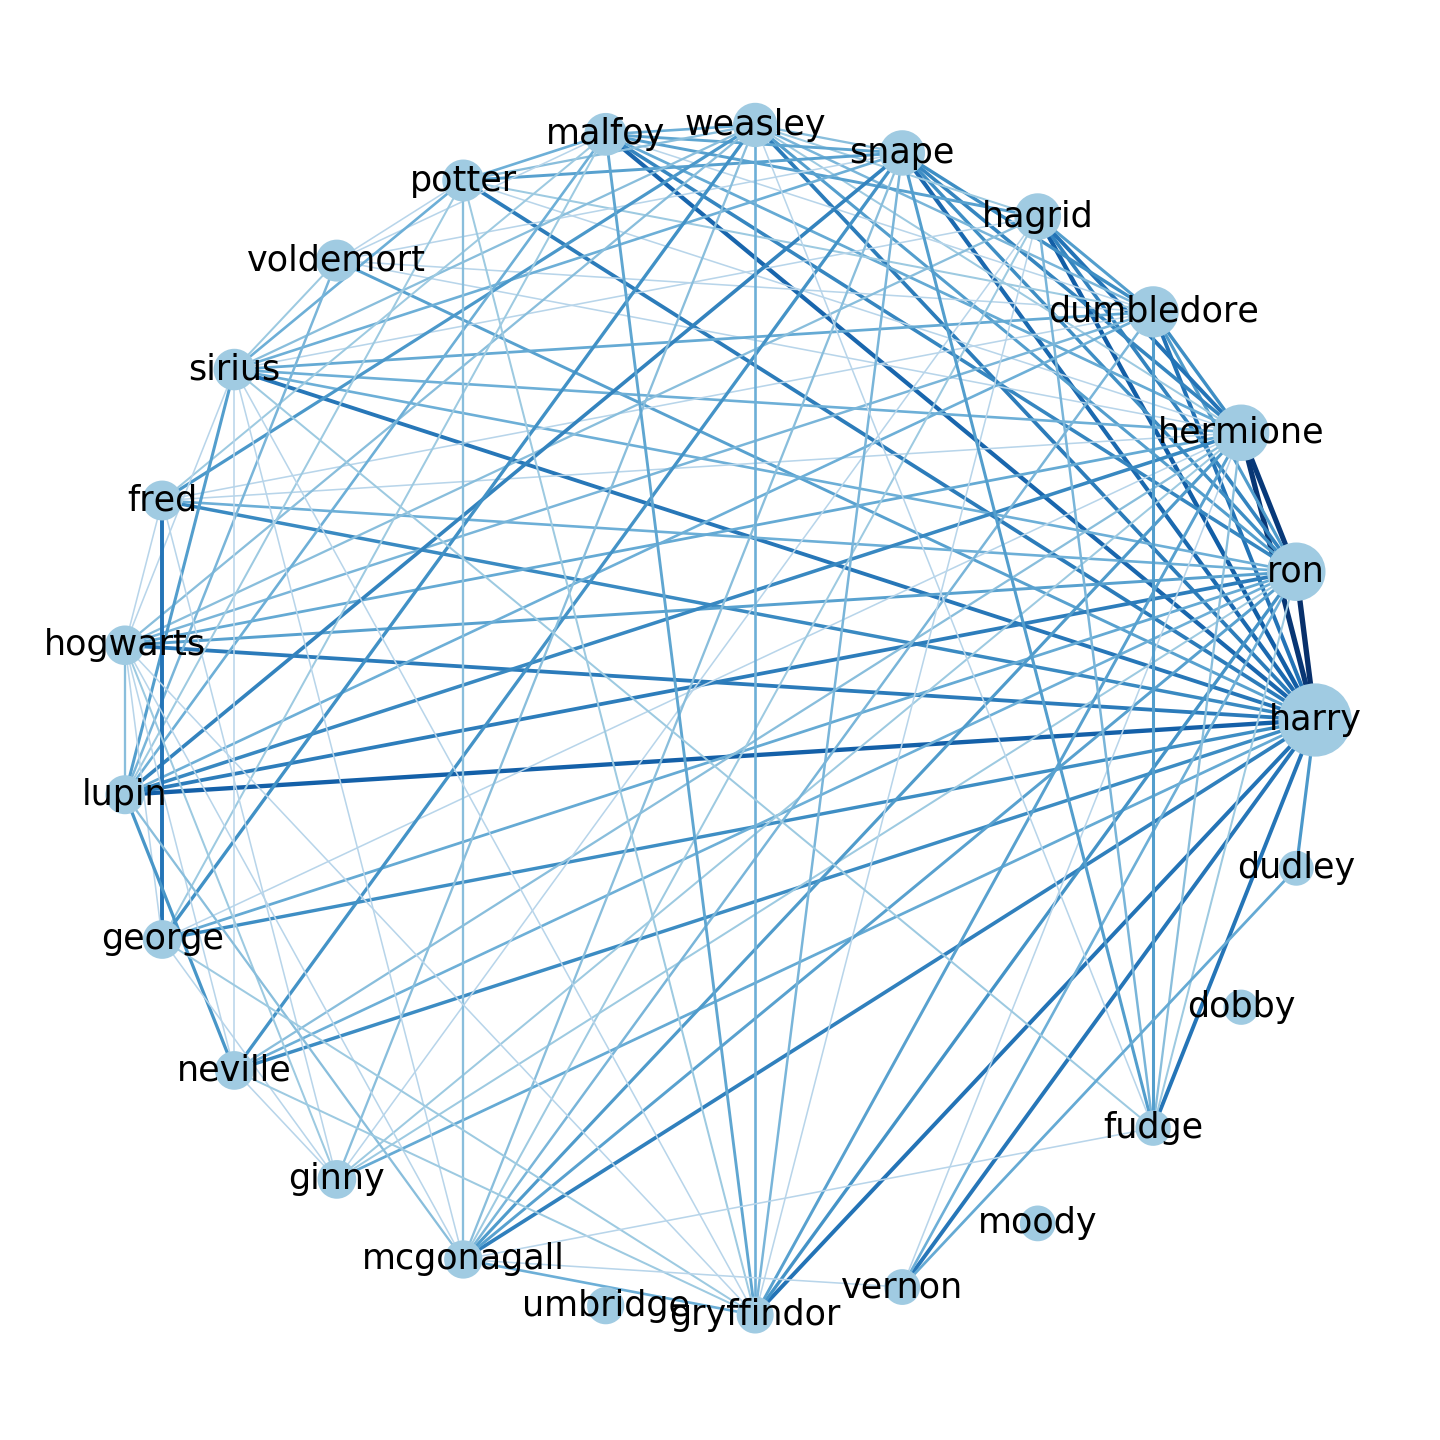 weasley
malfoy
snape
potter
hagrid
voldemort
dumbledore
sirius
hermione
fred
ron
hogwarts
harry
lupin
dudley
george
dobby
neville
fudge
ginny
moody
mcgonagall
vernon
umbridge
gryffindor